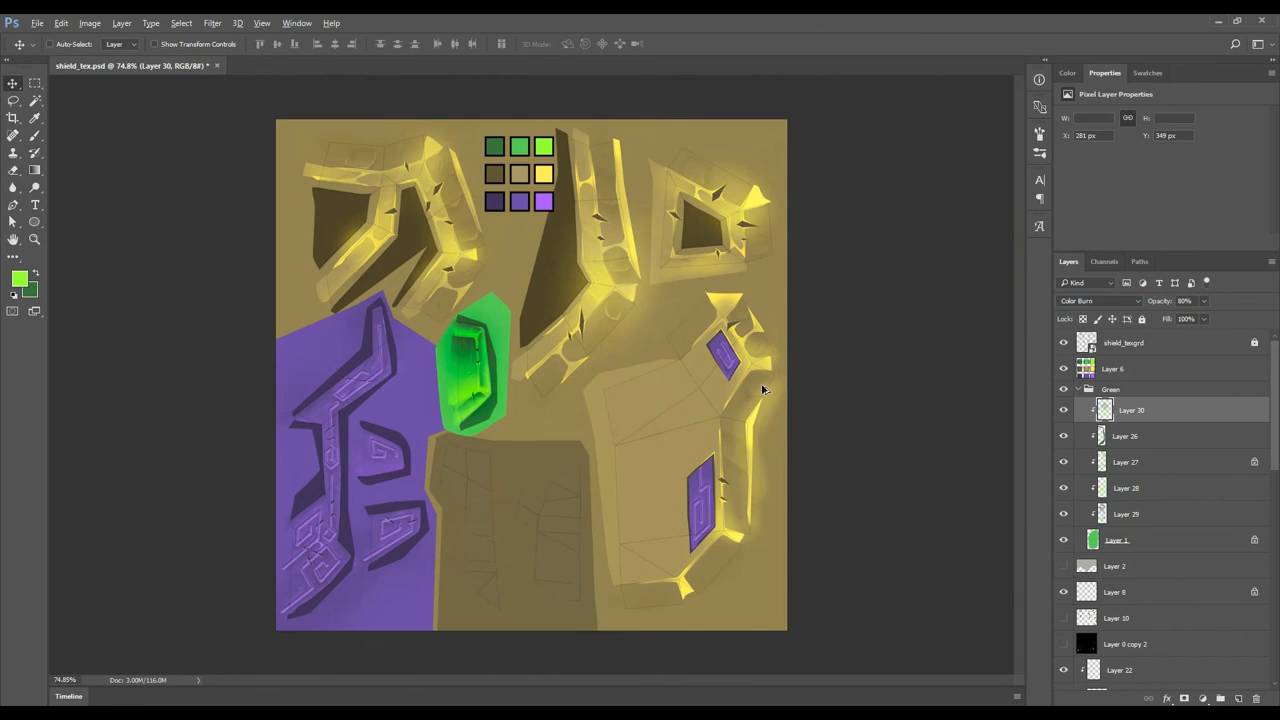 Ps File Edit Image Layer Type Select Filter 3D View Window Help
Auto-Select: Layer Show Transform Controls 3D Mode:
shield_tex.psd @ 74.8% (Layer 30, RGB/8#) * ×
Color Properties Swatches
Pixel Layer Properties
W: H:
X: 281 px Y: 349 px
Layers Channels Paths
Kind
Color Burn Opacity: 80%
Lock: Fill: 100%
shield_texgrd
Layer 6
Green
Layer 30
Layer 26
Layer 27
Layer 28
Layer 29
Layer 1
Layer 2
Layer 8
Layer 10
Layer 0 copy 2
Layer 22
74.85% Doc: 3.00M/116.0M
Timeline